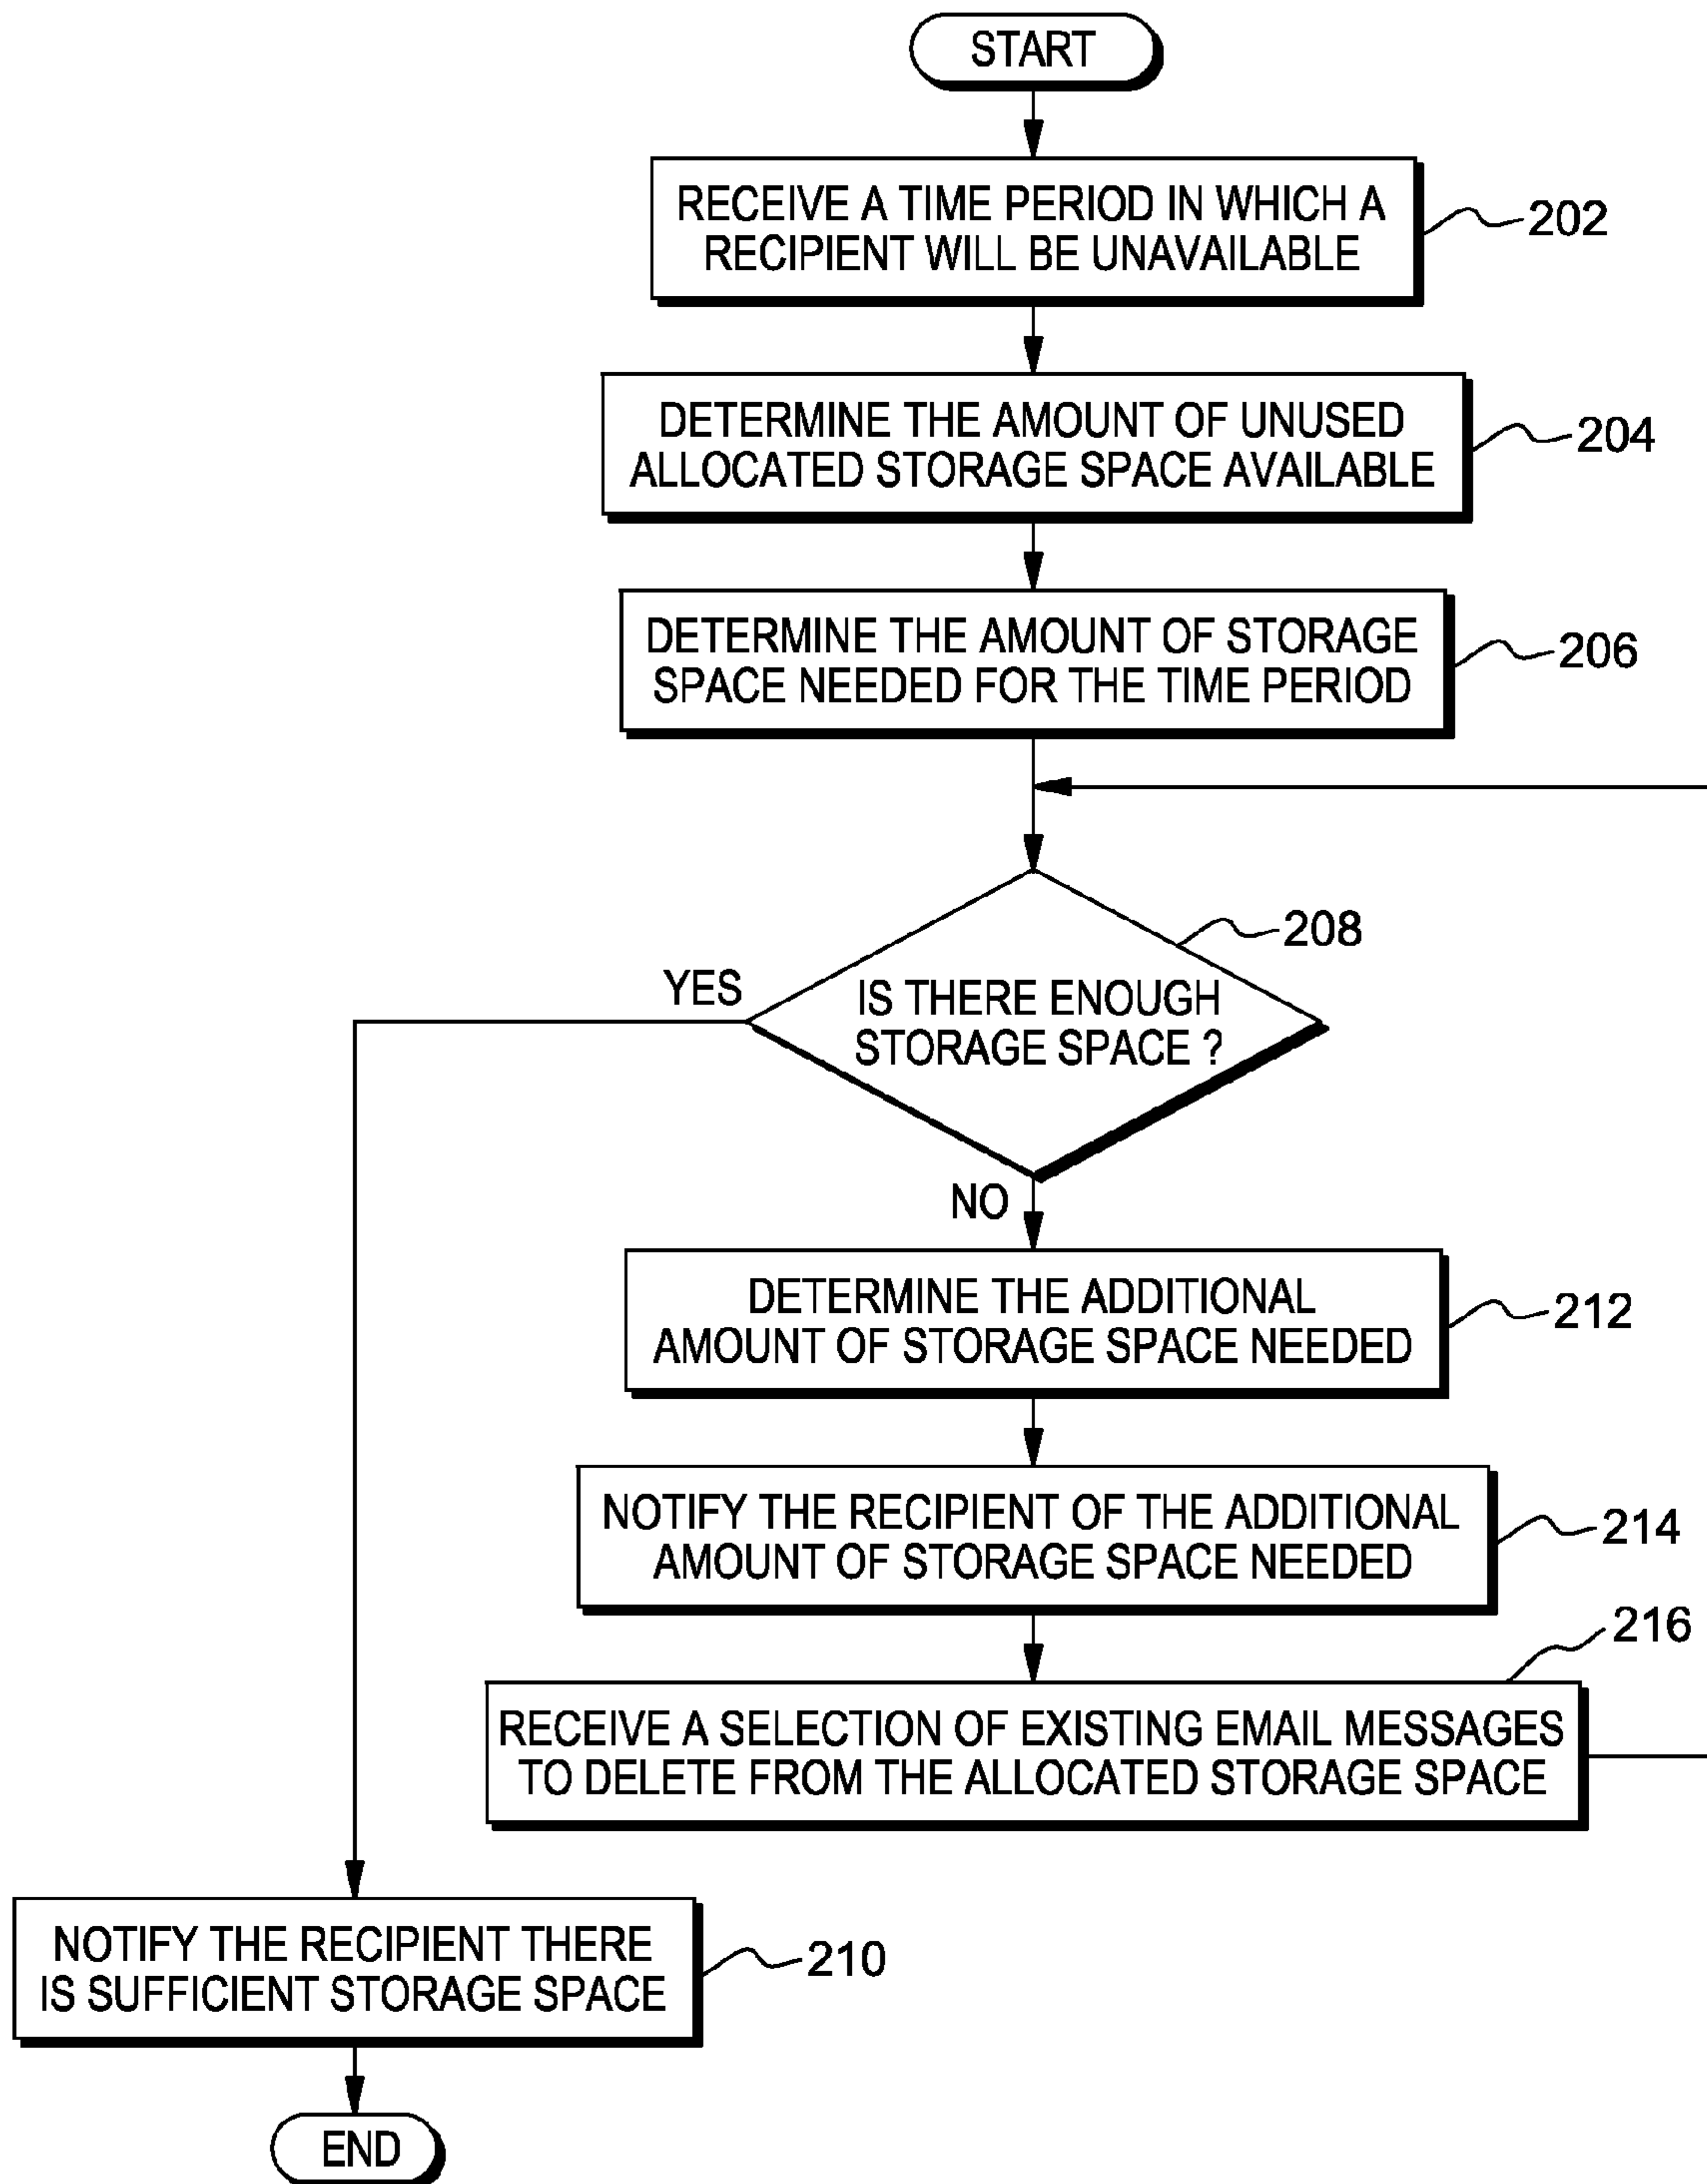 START
RECEIVE A TIME PERIOD IN WHICH A
RECIPIENT WILL BE UNAVAILABLE
202
DETERMINE THE AMOUNT OF UNUSED
ALLOCATED STORAGE SPACE AVAILABLE
204
DETERMINE THE AMOUNT OF STORAGE
SPACE NEEDED FOR THE TIME PERIOD
206
208
YES
IS THERE ENOUGH
STORAGE SPACE ?
NO
DETERMINE THE ADDITIONAL
AMOUNT OF STORAGE SPACE NEEDED
212
NOTIFY THE RECIPIENT OF THE ADDITIONAL
AMOUNT OF STORAGE SPACE NEEDED
214
216
RECEIVE A SELECTION OF EXISTING EMAIL MESSAGES
TO DELETE FROM THE ALLOCATED STORAGE SPACE
NOTIFY THE RECIPIENT THERE
IS SUFFICIENT STORAGE SPACE
210
END